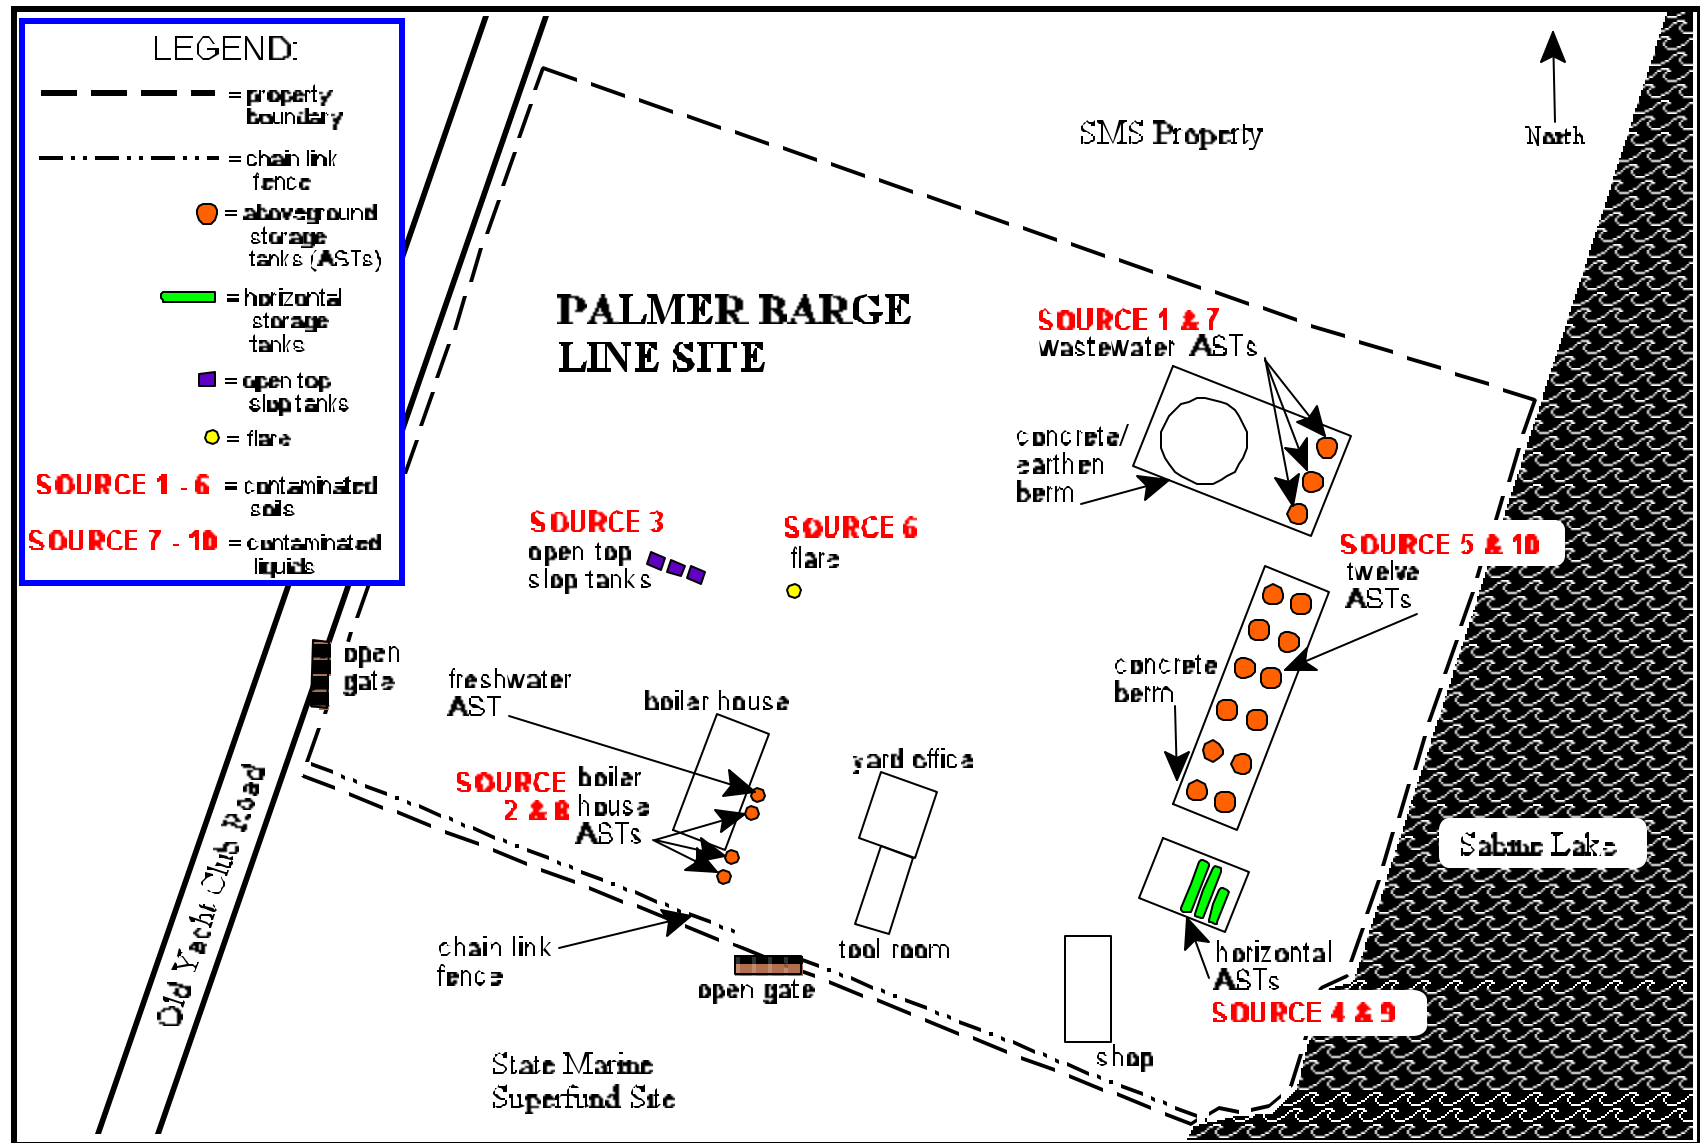 LEGEND:
= property
boundary
= chain link
fence
= aboveground
storage
tanks (ASTs)
= horizontal
storage
tanks
= open top
slop tanks
= flare
SOURCE 1 - 6 = contaminated
soils
SOURCE 7 - 10 = contaminated
liquids
North
SMS Property
PALMER BARGE
LINE SITE
SOURCE 1 & 7
wastewater ASTs
concrete/
earthen
berm
SOURCE 3
open top
slop tanks
SOURCE 6
flare
SOURCE 5 & 10
twelve
ASTs
open
gate
freshwater
AST
boiler house
concrete
berm
yard office
SOURCE
2 & 8
boiler
house
ASTs
Old Yacht Club Road
Sabine Lake
chain link
fence
tool room
open gate
horizontal
ASTs
SOURCE 4 & 9
shop
State Marine
Superfund Site